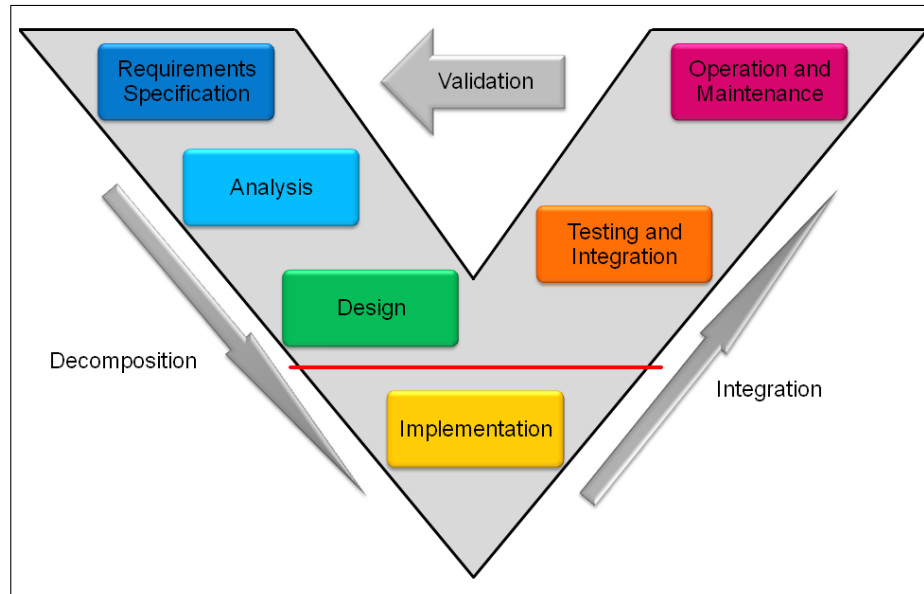 Requirements
Specification
Validation
Operation and
Maintenance
Analysis
Testing and
Integration
Design
Decomposition
Integration
Implementation